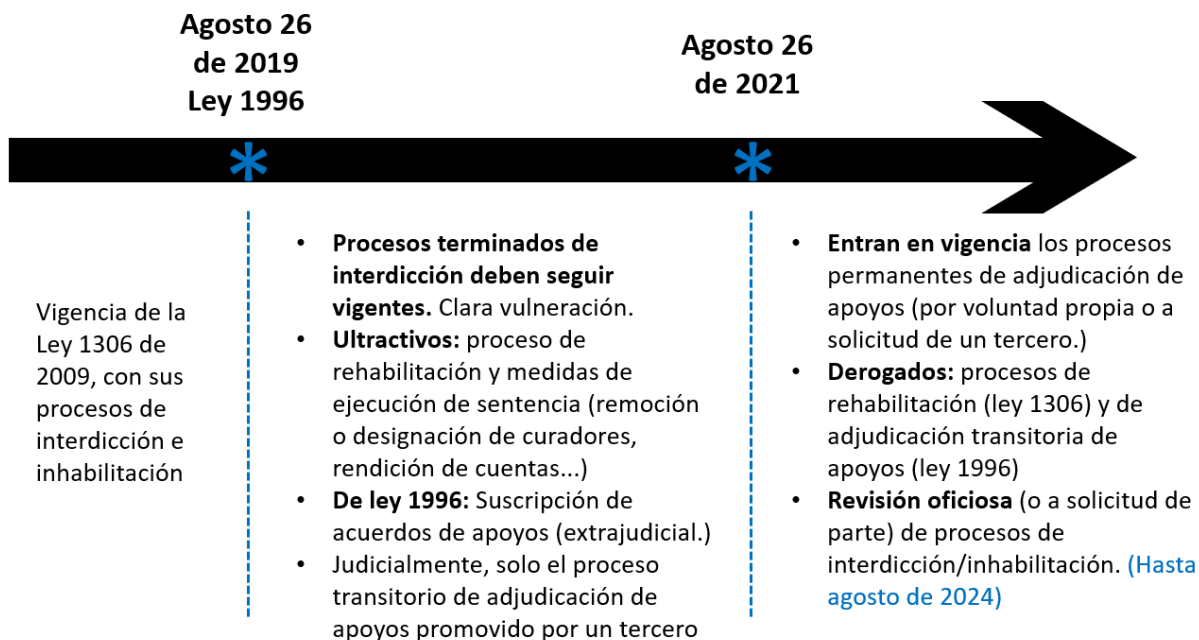 Agosto 26
de 2019
Ley 1996
Agosto 26
de 2021
Vigencia de la
Ley 1306 de
2009, con sus
procesos de
interdicción e
inhabilitación
• Procesos terminados de
interdicción deben seguir
vigentes. Clara vulneración.
• Ultractivos: proceso de
rehabilitación y medidas de
ejecución de sentencia (remoción
o designación de curadores,
rendición de cuentas...)
• De ley 1996: Suscripción de
acuerdos de apoyos (extrajudicial.)
• Judicialmente, solo el proceso
transitorio de adjudicación de
apoyos promovido por un tercero
• Entran en vigencia los procesos
permanentes de adjudicación de
apoyos (por voluntad propia o a
solicitud de un tercero.)
• Derogados: procesos de
rehabilitación (ley 1306) y de
adjudicación transitoria de
apoyos (ley 1996)
• Revisión oficiosa (o a solicitud de
parte) de procesos de
interdicción/inhabilitación. (Hasta
agosto de 2024)